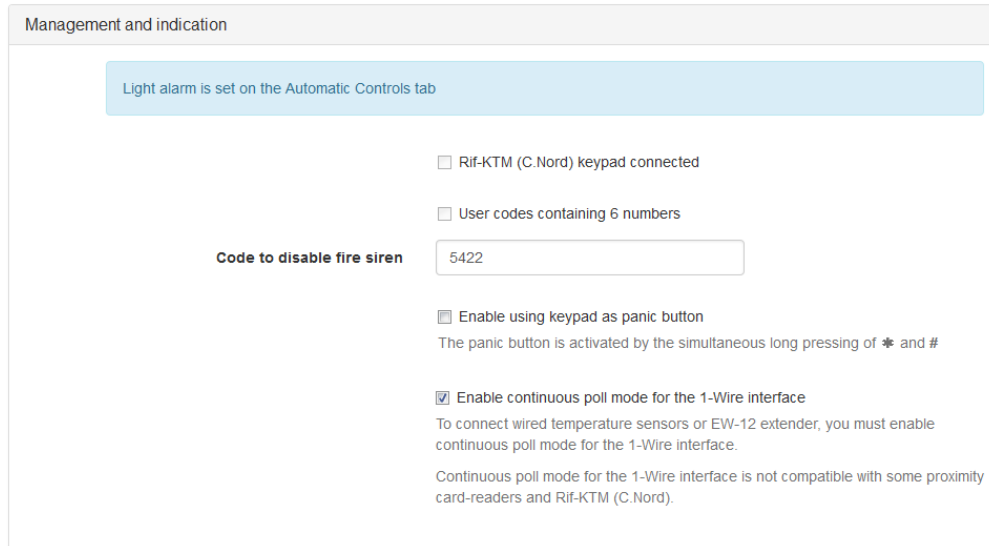 Management and indication
Light alarm is set on the Automatic Controls tab
Rif-KTM (C.Nord) keypad connected
User codes containing 6 numbers
Code to disable fire siren
5422
Enable using keypad as panic button
The panic button is activated by the simultaneous long pressing of ✱ and #
Enable continuous poll mode for the 1-Wire interface
To connect wired temperature sensors or EW-12 extender, you must enable
continuous poll mode for the 1-Wire interface.
Continuous poll mode for the 1-Wire interface is not compatible with some proximity
card-readers and Rif-KTM (C.Nord).